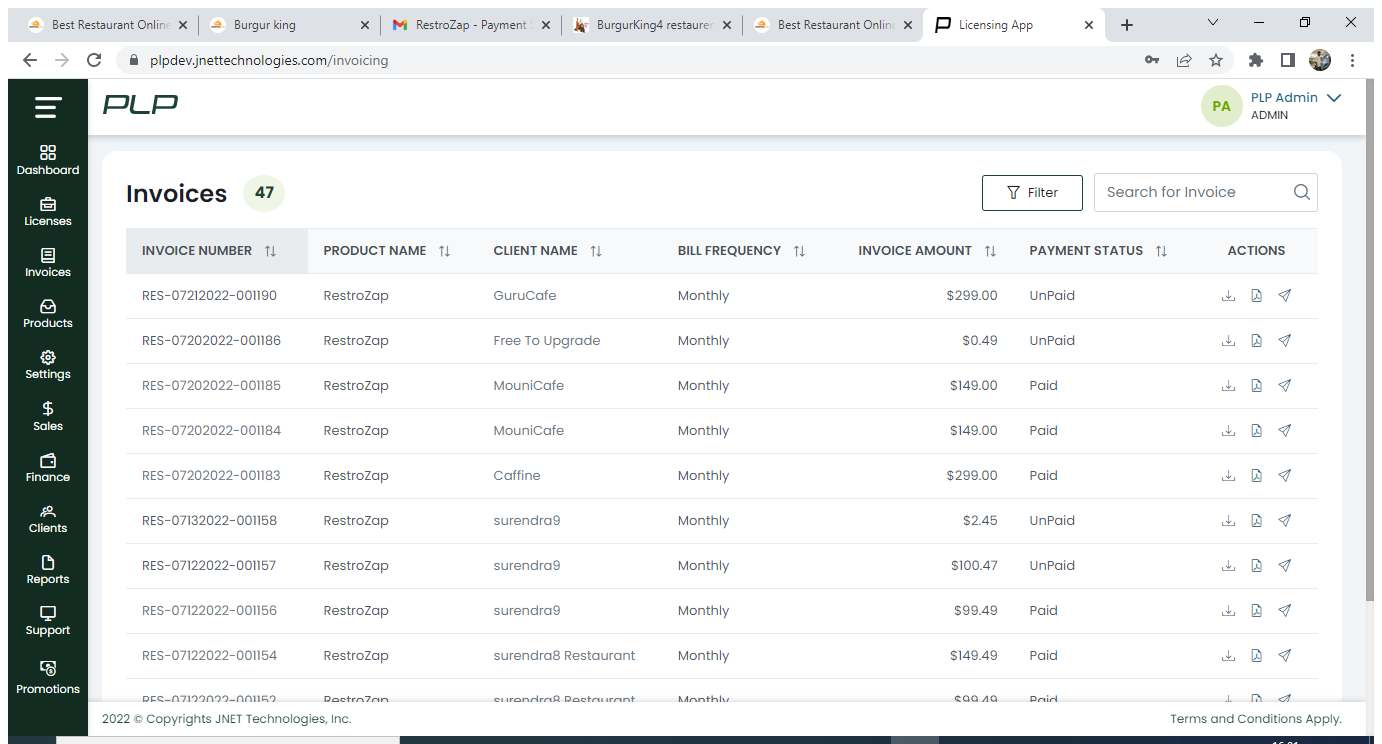 Best Restaurant Online
Burgur king
RestroZap - Payment S
BurgurKing4 restaurer
Best Restaurant Online
Licensing App
plpdev.jnettechnologies.com/invoicing
PLP
PA
PLP Admin
ADMIN
Dashboard
Licenses
Invoices
Products
Settings
Sales
Finance
Clients
Reports
Support
Promotions
Invoices 47
Filter
Search for Invoice
INVOICE NUMBER PRODUCT NAME CLIENT NAME BILL FREQUENCY INVOICE AMOUNT PAYMENT STATUS ACTIONS
RES-07212022-001190 RestroZap GuruCafe Monthly $299.00 UnPaid
RES-07202022-001186 RestroZap Free To Upgrade Monthly $0.49 UnPaid
RES-07202022-001185 RestroZap MouniCafe Monthly $149.00 Paid
RES-07202022-001184 RestroZap MouniCafe Monthly $149.00 Paid
RES-07202022-001183 RestroZap Caffine Monthly $299.00 Paid
RES-07132022-001158 RestroZap surendra9 Monthly $2.45 UnPaid
RES-07122022-001157 RestroZap surendra9 Monthly $100.47 UnPaid
RES-07122022-001156 RestroZap surendra9 Monthly $99.49 Paid
RES-07122022-001154 RestroZap surendra8 Restaurant Monthly $149.49 Paid
RES-07122022-001152 RestroZap surendra8 Restaurant Monthly $99.49 Paid
2022 © Copyrights JNET Technologies, Inc.
Terms and Conditions Apply.